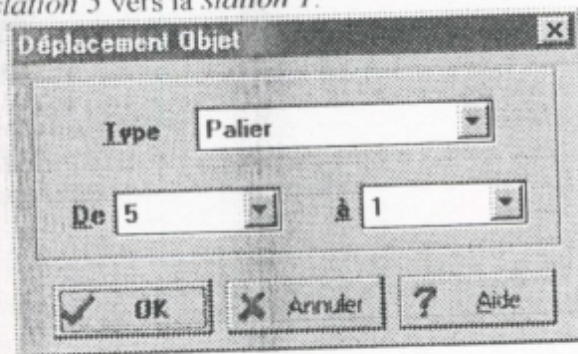 station 5 vers la station 1.
Déplacement Objet
Type Palier
De 5 à 1
OK Annuler Aide